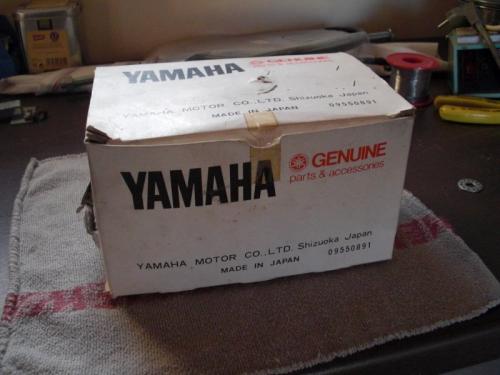 YAMAHA GENUINE
YAMAHA MOTOR CO.,LTD. Shizuoka Japan
MADE IN JAPAN 09550891
YAMAHA GENUINE
parts & accessories
YAMAHA MOTOR CO.,LTD. Shizuoka Japan
MADE IN JAPAN 09550891